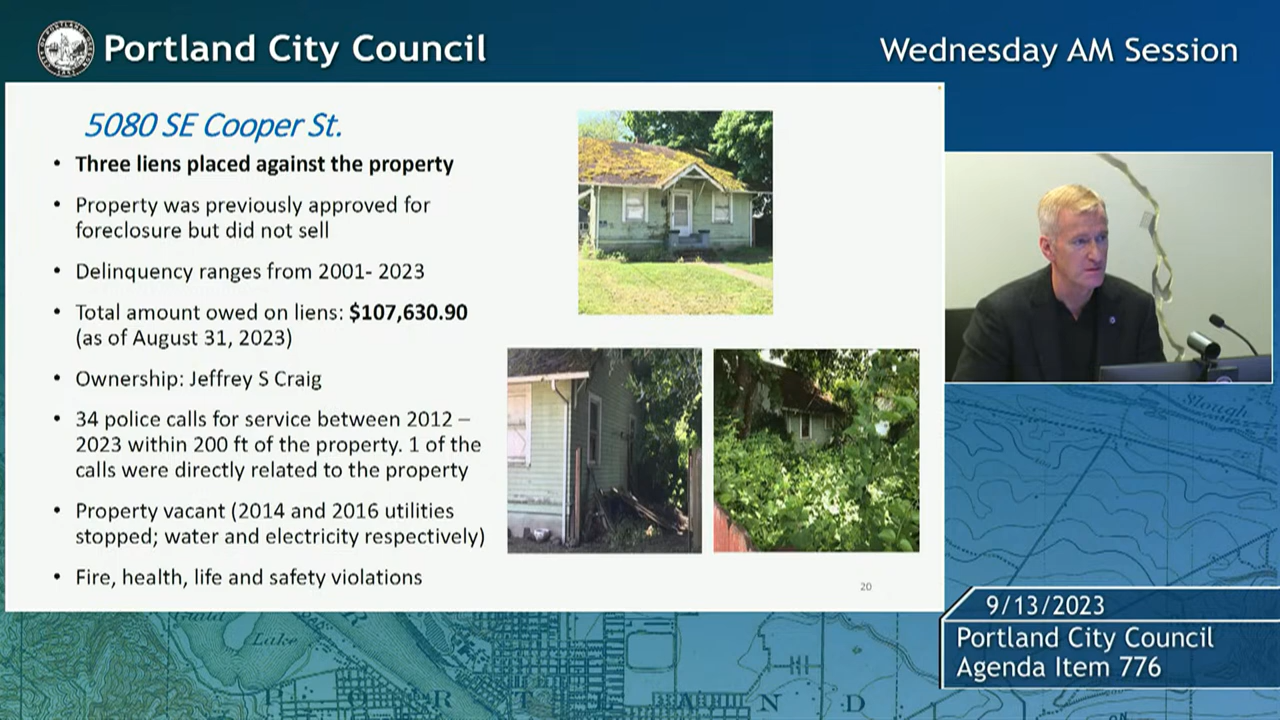 Portland City Council
Wednesday AM Session
5080 SE Cooper St.
• Three liens placed against the property
• Property was previously approved for
foreclosure but did not sell
• Delinquency ranges from 2001- 2023
• Total amount owed on liens: $107,630.90
(as of August 31, 2023)
• Ownership: Jeffrey S Craig
• 34 police calls for service between 2012 –
2023 within 200 ft of the property. 1 of the
calls were directly related to the property
• Property vacant (2014 and 2016 utilities
stopped; water and electricity respectively)
• Fire, health, life and safety violations
20
9/13/2023
Portland City Council
Agenda Item 776
Slough
Guild
Lake
P O R T L A N D